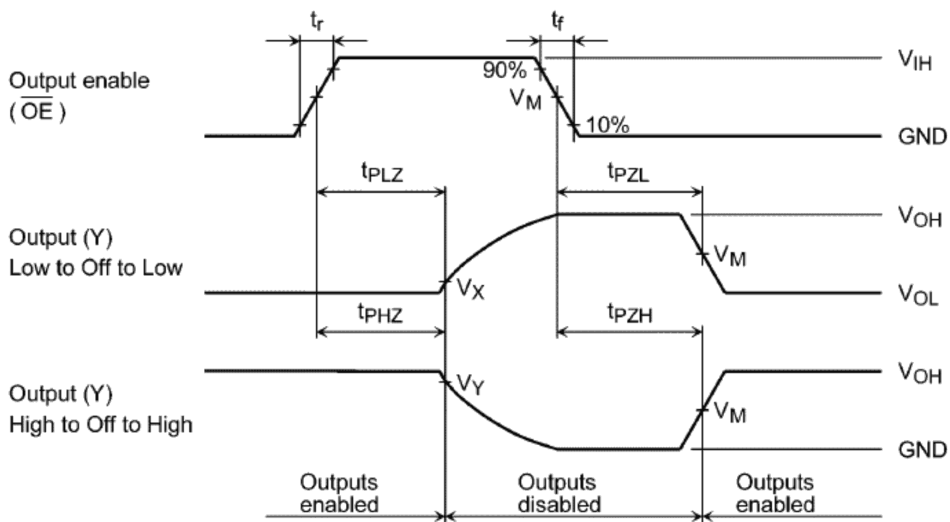 tr
tf
Output enable
( OE )
90%
VIH
VM
10%
GND
tPLZ
tPZL
Output (Y)
Low to Off to Low
VOH
VM
VX
VOL
tPHZ
tPZH
Output (Y)
High to Off to High
VOH
VY
VM
GND
Outputs
enabled
Outputs
disabled
Outputs
enabled